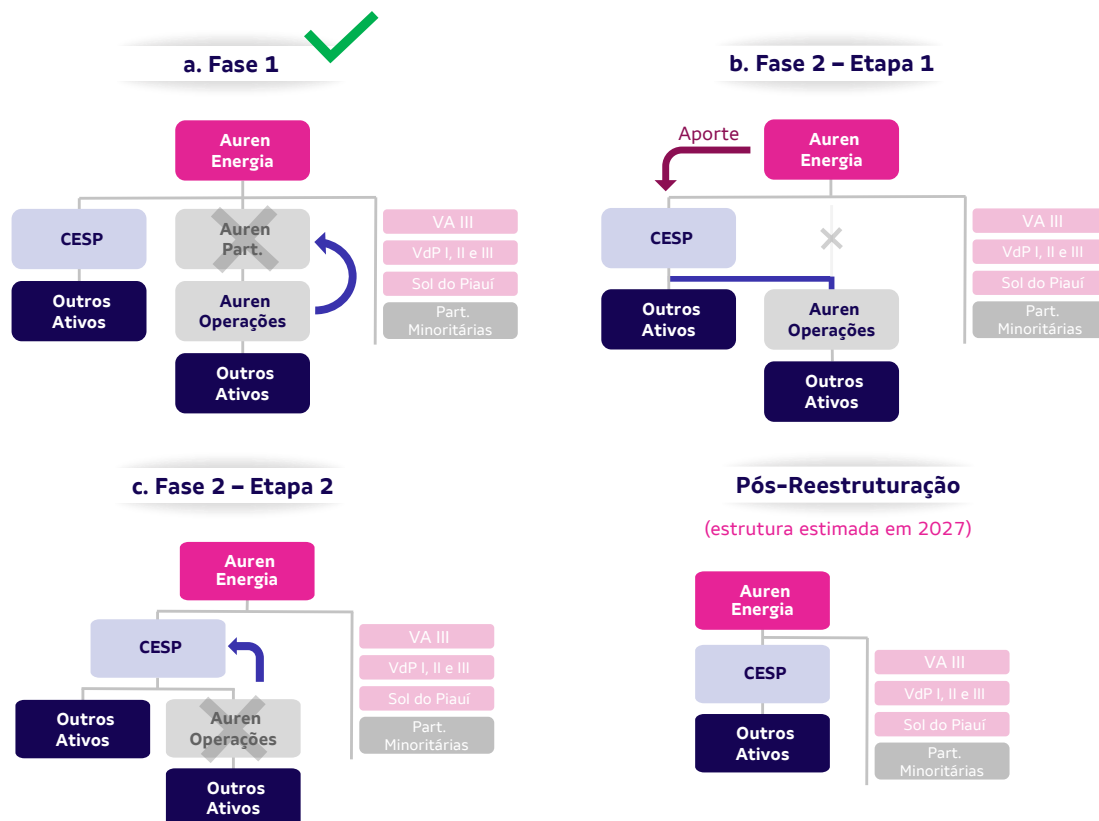 a. Fase 1
Auren
Energia
CESP
Auren
Part.
Outros
Ativos
Auren
Operações
Outros
Ativos
VA III
VdP I, II e III
Sol do Piauí
Part.
Minoritárias
b. Fase 2 – Etapa 1
Aporte
Auren
Energia
CESP
Outros
Ativos
Auren
Operações
Outros
Ativos
VA III
VdP I, II e III
Sol do Piauí
Part.
Minoritárias
c. Fase 2 – Etapa 2
Auren
Energia
CESP
Outros
Ativos
Auren
Operações
Outros
Ativos
VA III
VdP I, II e III
Sol do Piauí
Part.
Minoritárias
Pós-Reestruturação
(estrutura estimada em 2027)
Auren
Energia
CESP
Outros
Ativos
VA III
VdP I, II e III
Sol do Piauí
Part.
Minoritárias